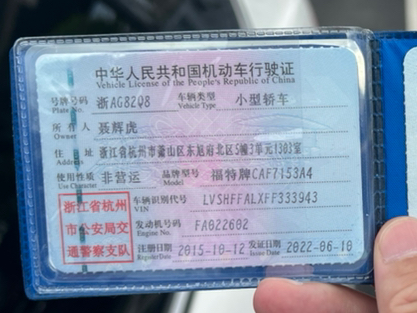 中华人民共和国机动车行驶证
Vehicle License of the People's Republic of China
号牌号码 浙AG8208 车辆类型 小型轿车
Plate No. Vehicle Type
所有人 聂辉虎
Owner
住址 浙江省杭州市萧山区东旭府北区5幢3单元1303室
Address
使用性质 非营运 品牌型号 福特牌CAF7153A4
Use Character Model
浙江省杭州
市公安局交
通警察支队
车辆识别代号 LVSHFFALXFF333943
VIN
发动机号码 FA022602
Engine No.
注册日期 2015-10-12 发证日期 2022-06-10
Register Date Issue Date